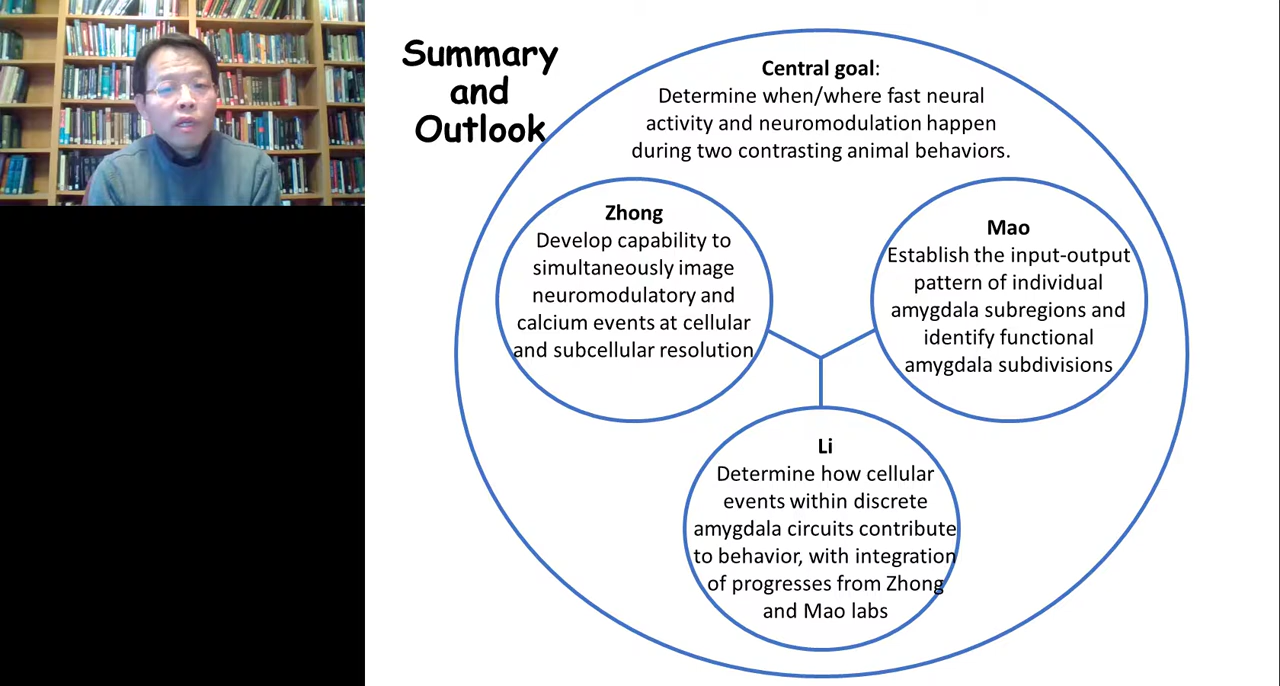 Summary
and
Outlook
Central goal:
Determine when/where fast neural
activity and neuromodulation happen
during two contrasting animal behaviors.
Zhong
Develop capability to
simultaneously image
neuromodulatory and
calcium events at cellular
and subcellular resolution
Mao
Establish the input-output
pattern of individual
amygdala subregions and
identify functional
amygdala subdivisions
Li
Determine how cellular
events within discrete
amygdala circuits contribute
to behavior, with integration
of progresses from Zhong
and Mao labs